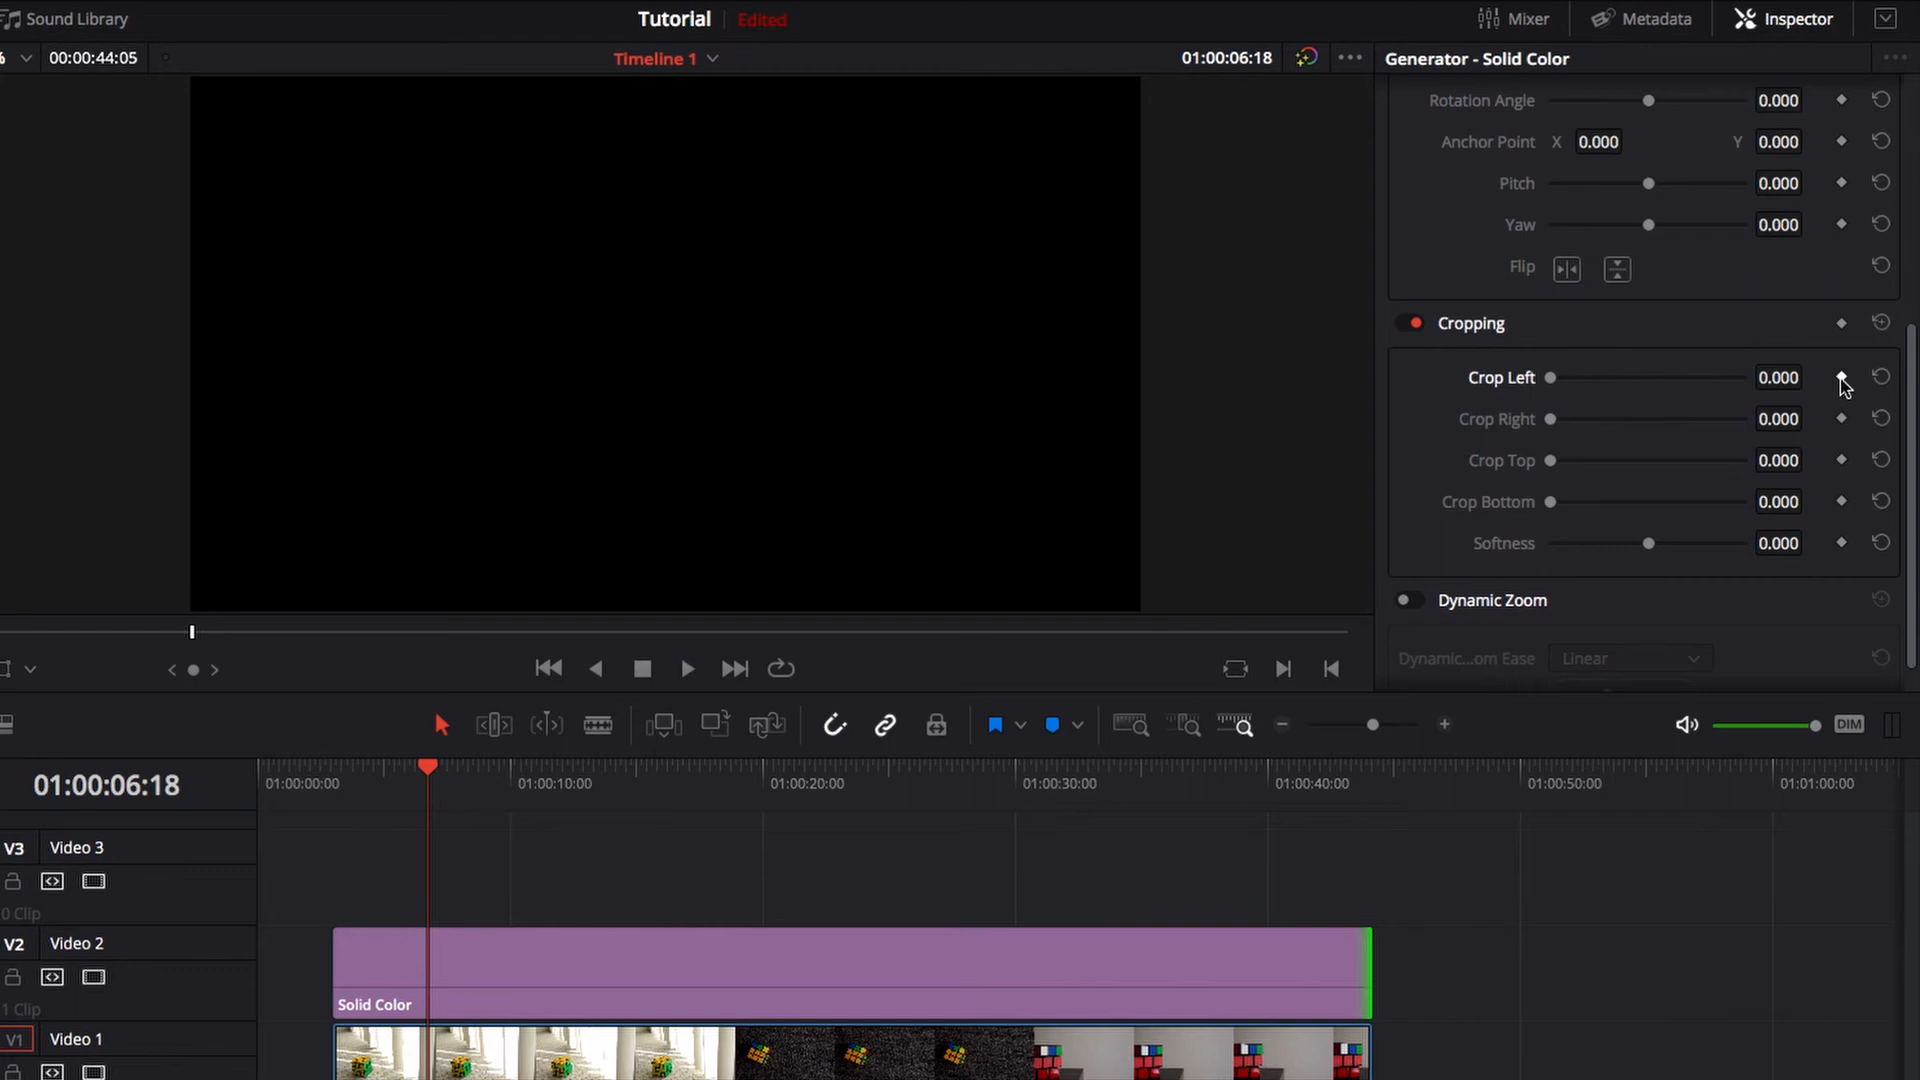 Sound Library
Tutorial
Edited
Mixer
Metadata
Inspector
%
00:00:44:05
Timeline 1
01:00:06:18
Generator - Solid Color
Rotation Angle 0.000
Anchor Point X 0.000 Y 0.000
Pitch 0.000
Yaw 0.000
Flip
Cropping
Crop Left 0.000
Crop Right 0.000
Crop Top 0.000
Crop Bottom 0.000
Softness 0.000
Dynamic Zoom
Dynamic...om Ease Linear
DIM
01:00:06:18
01:00:00:00 01:00:10:00 01:00:20:00 01:00:30:00 01:00:40:00 01:00:50:00 01:01:00:00
V3 Video 3
0 Clip
V2 Video 2
1 Clip
Solid Color
V1 Video 1